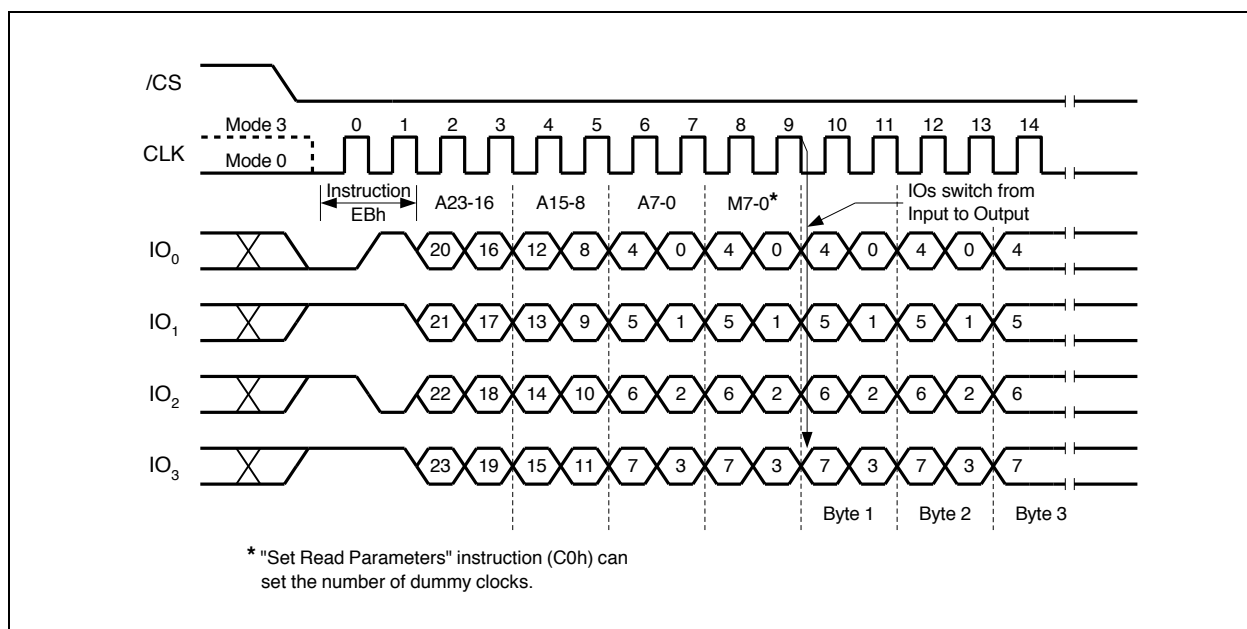 /CS
Mode 3 0 1 2 3 4 5 6 7 8 9 10 11 12 13 14
CLK
Mode 0
Instruction
EBh
A23-16 A15-8 A7-0 M7-0*
IOs switch from
Input to Output
IO0 20 16 12 8 4 0 4 0 4 0 4 0 4
IO1 21 17 13 9 5 1 5 1 5 1 5 1 5
IO2 22 18 14 10 6 2 6 2 6 2 6 2 6
IO3 23 19 15 11 7 3 7 3 7 3 7 3 7
Byte 1 Byte 2 Byte 3
* "Set Read Parameters" instruction (C0h) can
set the number of dummy clocks.